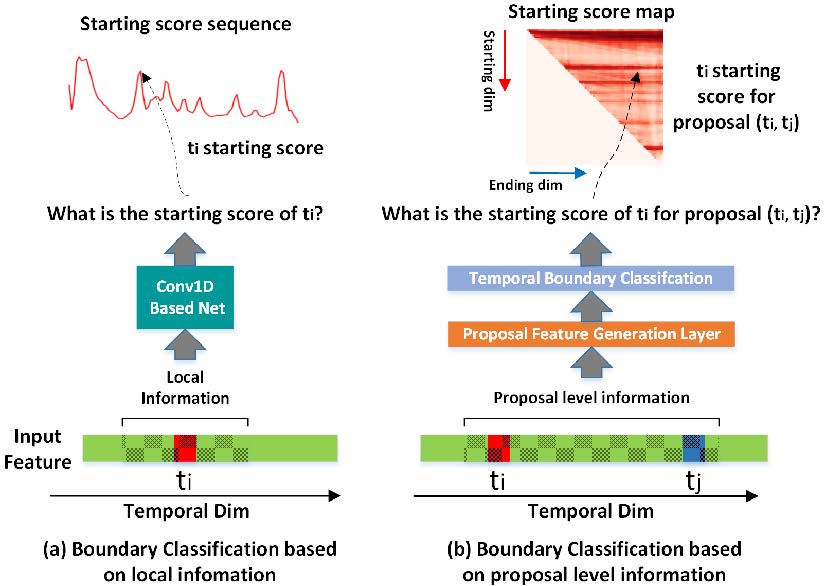 Starting score sequence
ti starting score
What is the starting score of ti?
Conv1D
Based Net
Local
Information
Input
Feature
ti
Temporal Dim
(a) Boundary Classification based
on local infomation
Starting score map
Starting dim
Ending dim
ti starting
score for
proposal (ti, tj)
What is the starting score of ti for proposal (ti, tj)?
Temporal Boundary Classifcation
Proposal Feature Generation Layer
Proposal level information
ti
tj
Temporal Dim
(b) Boundary Classification based
on proposal level information